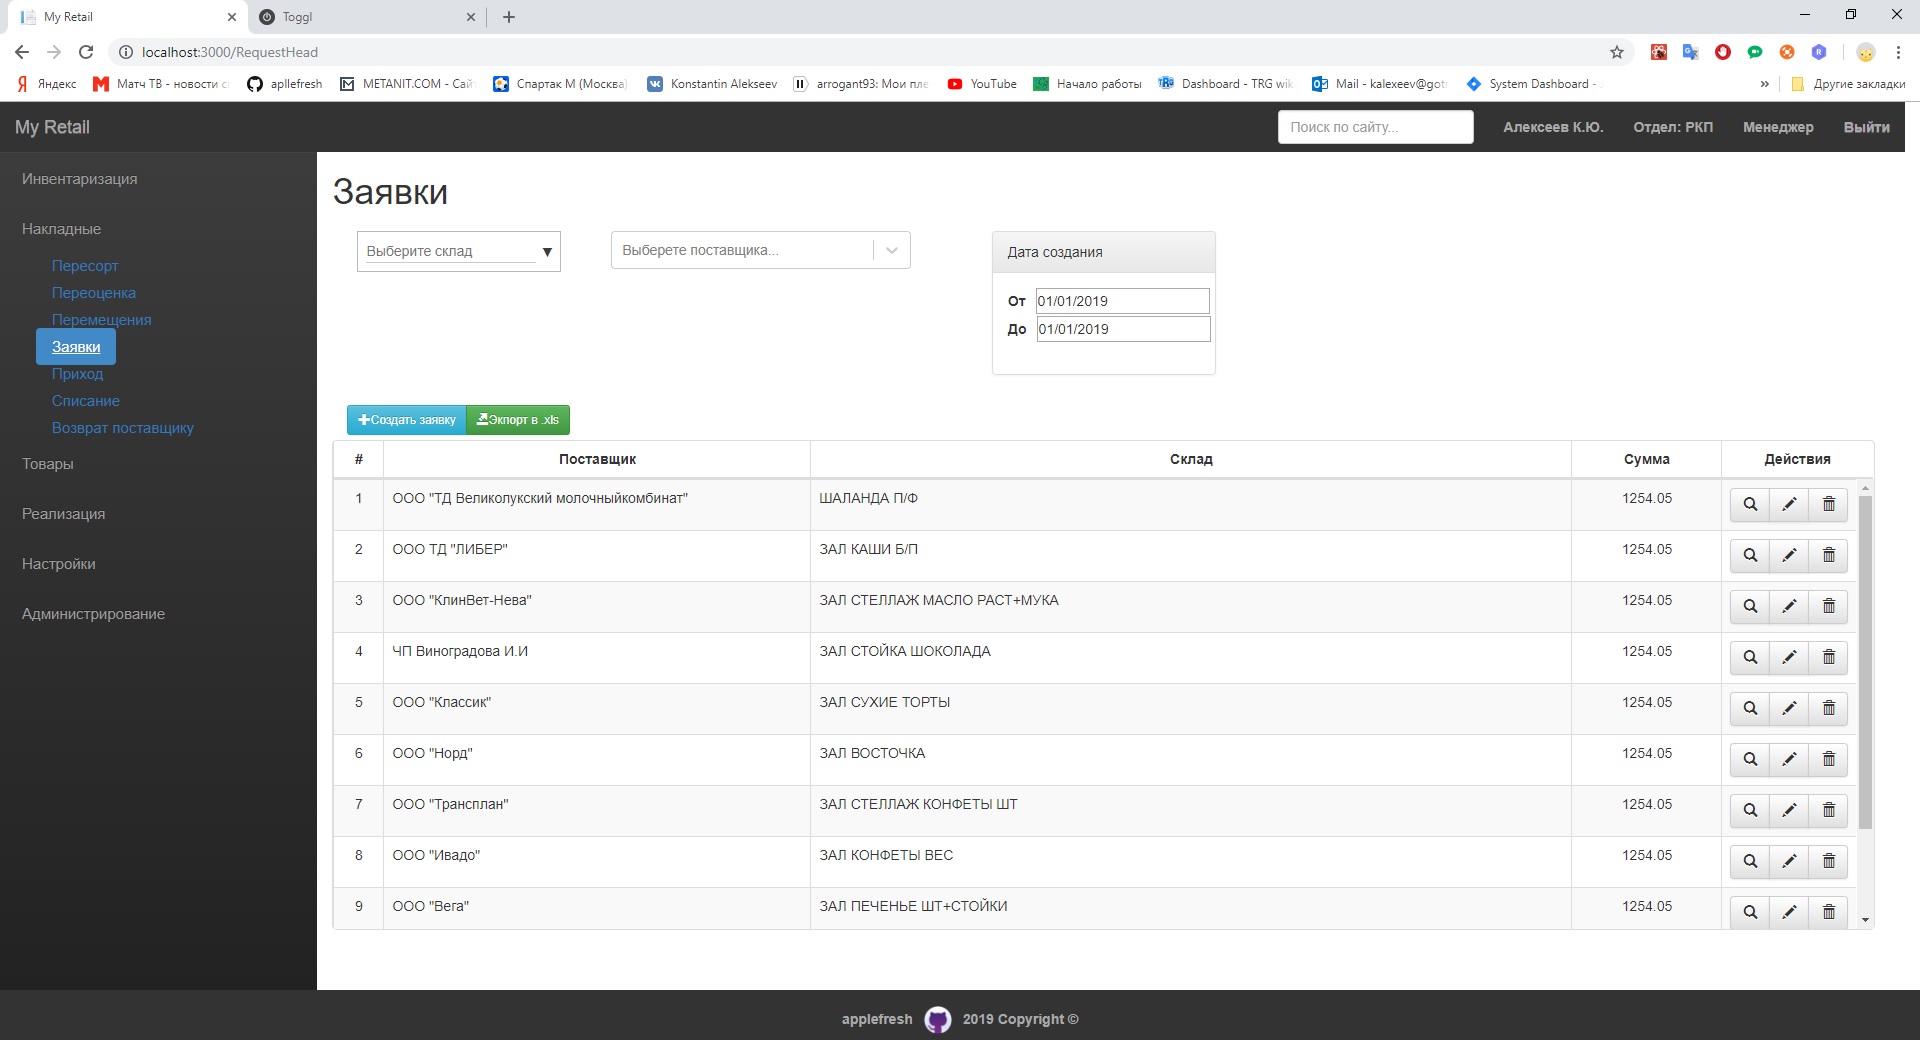 My Retail
Toggl
localhost:3000/RequestHead
Яндекс
Матч ТВ - новости с
apllefresh
METANIT.COM - Сай
Спартак М (Москва)
Konstantin Alekseev
arrogant93: Мои пле
YouTube
Начало работы
Dashboard - TRG wik
Mail - kalexeev@got
System Dashboard -
»
Другие закладки
My Retail
Поиск по сайту...
Алексеев К.Ю.
Отдел: РКП
Менеджер
Выйти
Инвентаризация
Накладные
Пересорт
Переоценка
Перемещения
Заявки
Приход
Списание
Возврат поставщику
Товары
Реализация
Настройки
Администрирование
Заявки
Выберите склад
Выберете поставщика...
Дата создания
От 01/01/2019
До 01/01/2019
Создать заявку
Экпорт в .xls
# Поставщик Склад Сумма Действия
1 ООО "ТД Великолукский молочныйкомбинат" ШАЛАНДА П/Ф 1254.05
2 ООО ТД "ЛИБЕР" ЗАЛ КАШИ Б/П 1254.05
3 ООО "КлинВет-Нева" ЗАЛ СТЕЛЛАЖ МАСЛО РАСТ+МУКА 1254.05
4 ЧП Виноградова И.И ЗАЛ СТОЙКА ШОКОЛАДА 1254.05
5 ООО "Классик" ЗАЛ СУХИЕ ТОРТЫ 1254.05
6 ООО "Норд" ЗАЛ ВОСТОЧКА 1254.05
7 ООО "Трансплан" ЗАЛ СТЕЛЛАЖ КОНФЕТЫ ШТ 1254.05
8 ООО "Ивадо" ЗАЛ КОНФЕТЫ ВЕС 1254.05
9 ООО "Вега" ЗАЛ ПЕЧЕНЬЕ ШТ+СТОЙКИ 1254.05
applefresh 2019 Copyright ©